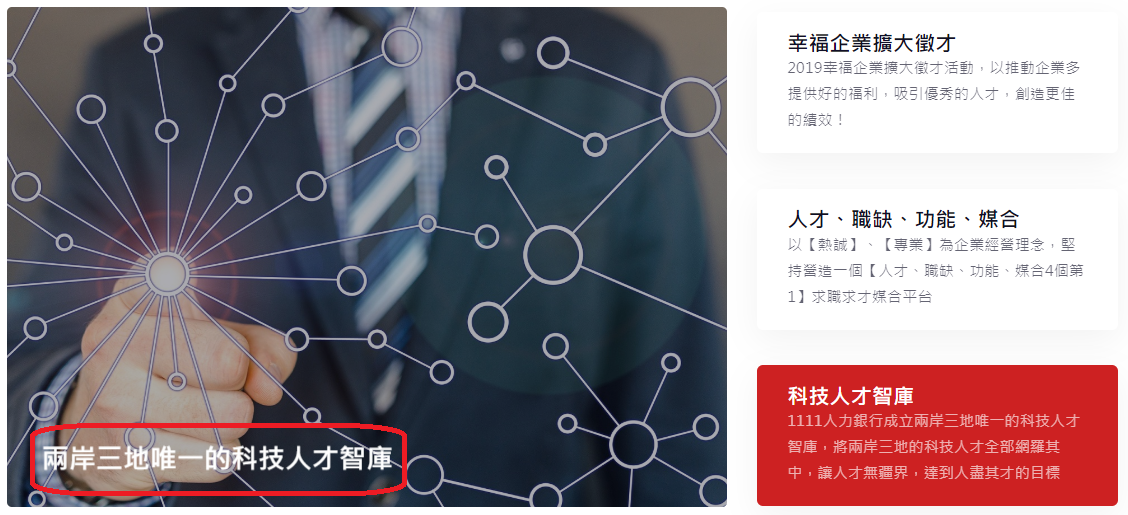 兩岸三地唯一的科技人才智庫
幸福企業擴大徵才
2019幸福企業擴大徵才活動，以推動企業多
提供好的福利，吸引優秀的人才，創造更佳
的績效！
人才、職缺、功能、媒合
以【熱誠】、【專業】為企業經營理念，堅
持營造一個【人才、職缺、功能、媒合4個第
1】求職求才媒合平台
科技人才智庫
1111人力銀行成立兩岸三地唯一的科技人才
智庫，將兩岸三地的科技人才全部網羅其
中，讓人才無疆界，達到人盡其才的目標